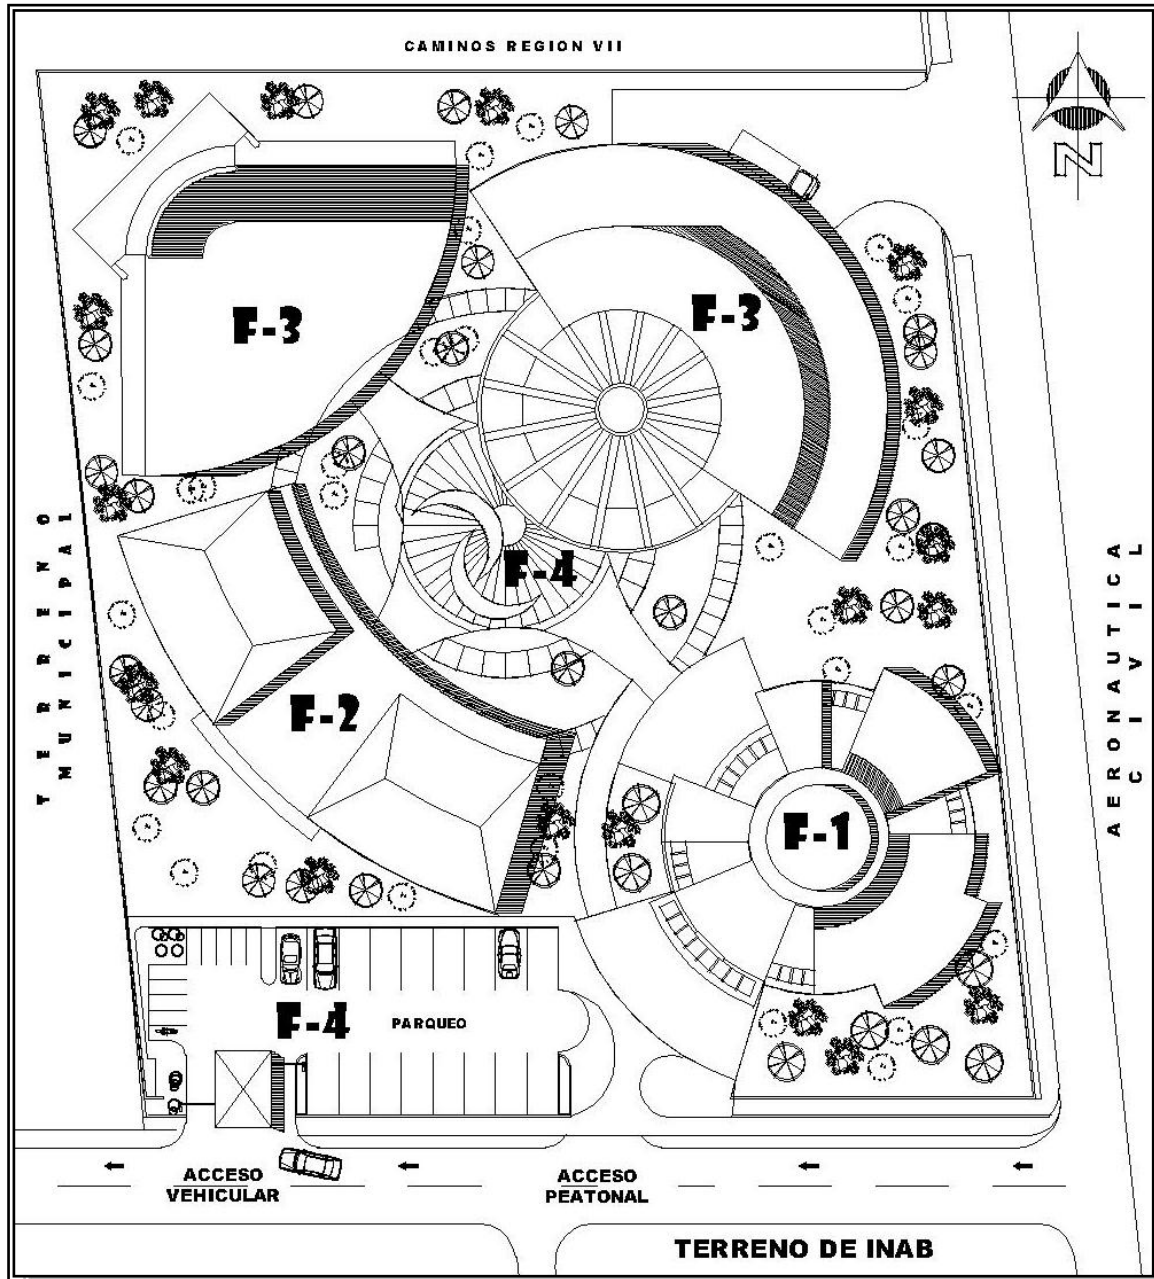 CAMINOS REGION VII
N
F-3
F-3
F-4
TERRENO
MUNICIPAL
AERONAUTICA
CIVIL
F-2
F-1
F-4
PARQUEO
ACCESO
VEHICULAR
ACCESO
PEATONAL
TERRENO DE INAB